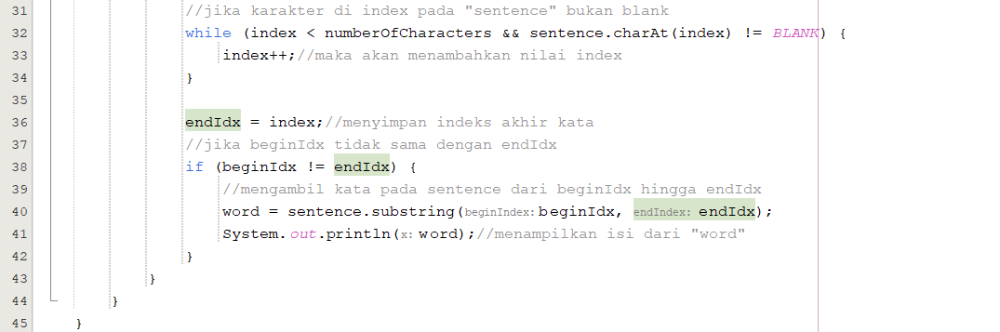 31 //jika karakter di index pada "sentence" bukan blank
32 while (index < numberOfCharacters && sentence.charAt(index) != BLANK) {
33 index++;//maka akan menambahkan nilai index
34 }
35
36 endIdx = index;//menyimpan indeks akhir kata
37 //jika beginIdx tidak sama dengan endIdx
38 if (beginIdx != endIdx) {
39 //mengambil kata pada sentence dari beginIdx hingga endIdx
40 word = sentence.substring(beginIndex: beginIdx, endIndex: endIdx);
41 System.out.println(x: word);//menampilkan isi dari "word"
42 }
43 }
44 }
45 }